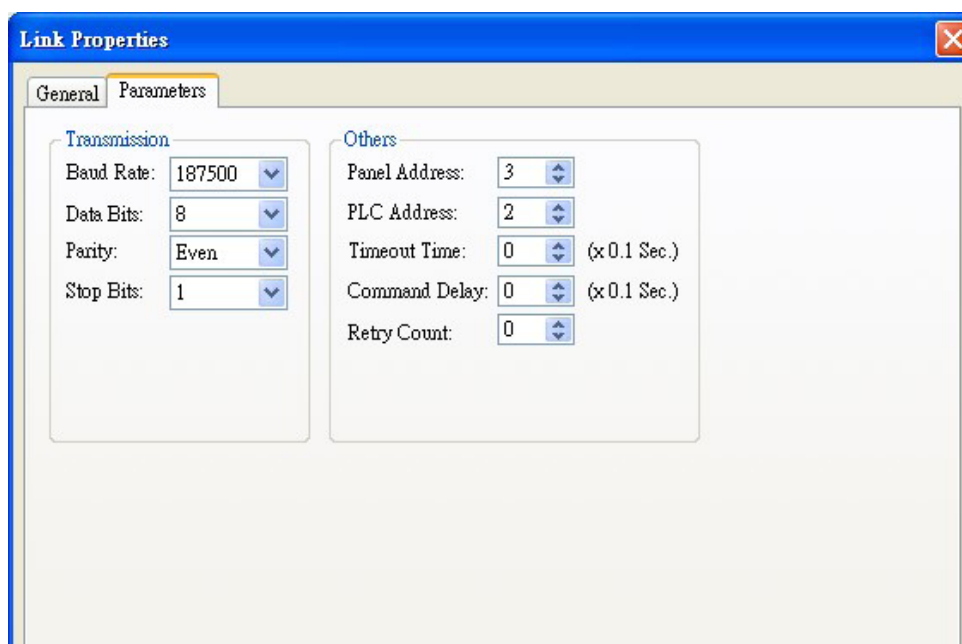 Link Properties
General Parameters
Transmission
Baud Rate: 187500
Data Bits: 8
Parity: Even
Stop Bits: 1
Others
Panel Address: 3
PLC Address: 2
Timeout Time: 0 (x 0.1 Sec.)
Command Delay: 0 (x 0.1 Sec.)
Retry Count: 0